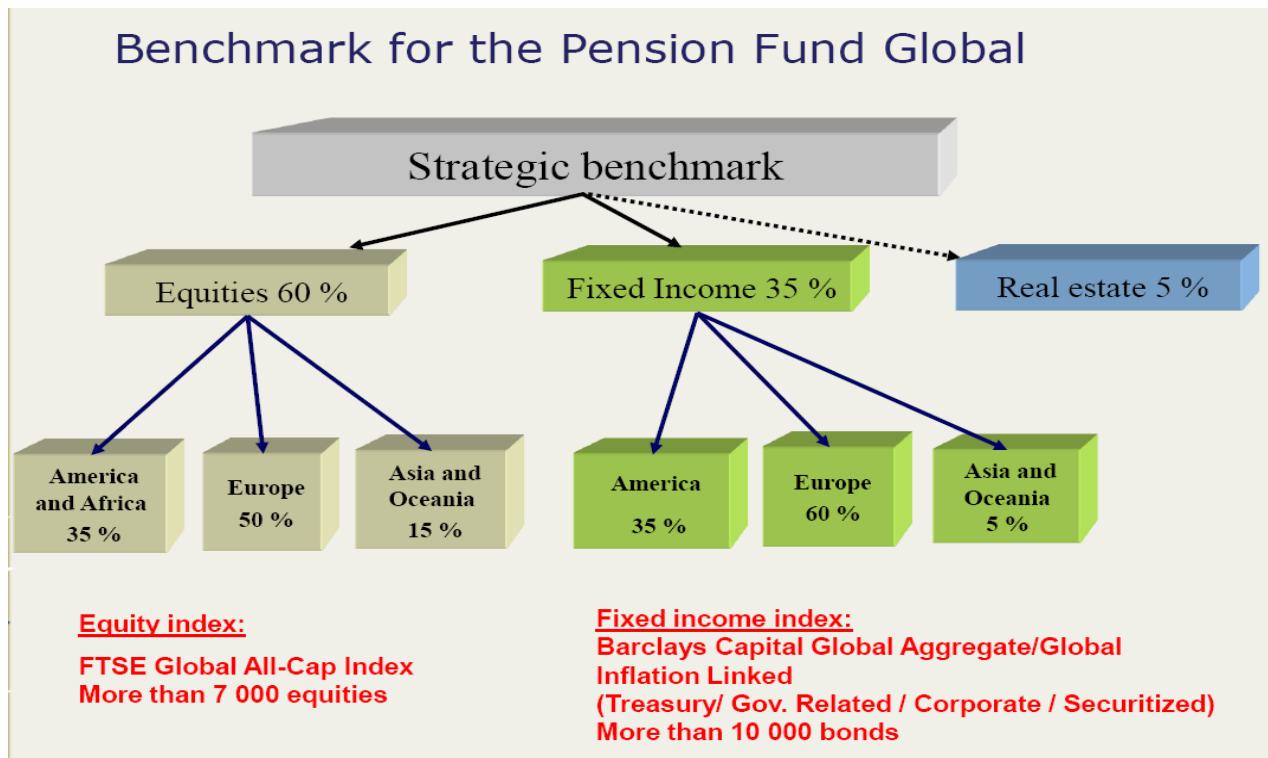 Benchmark for the Pension Fund Global
Strategic benchmark
Equities 60 %
Fixed Income 35 %
Real estate 5 %
America
and Africa
35 %
Europe
50 %
Asia and
Oceania
15 %
America
35 %
Europe
60 %
Asia and
Oceania
5 %
Equity index:
FTSE Global All-Cap Index
More than 7 000 equities
Fixed income index:
Barclays Capital Global Aggregate/Global
Inflation Linked
(Treasury/ Gov. Related / Corporate / Securitized)
More than 10 000 bonds